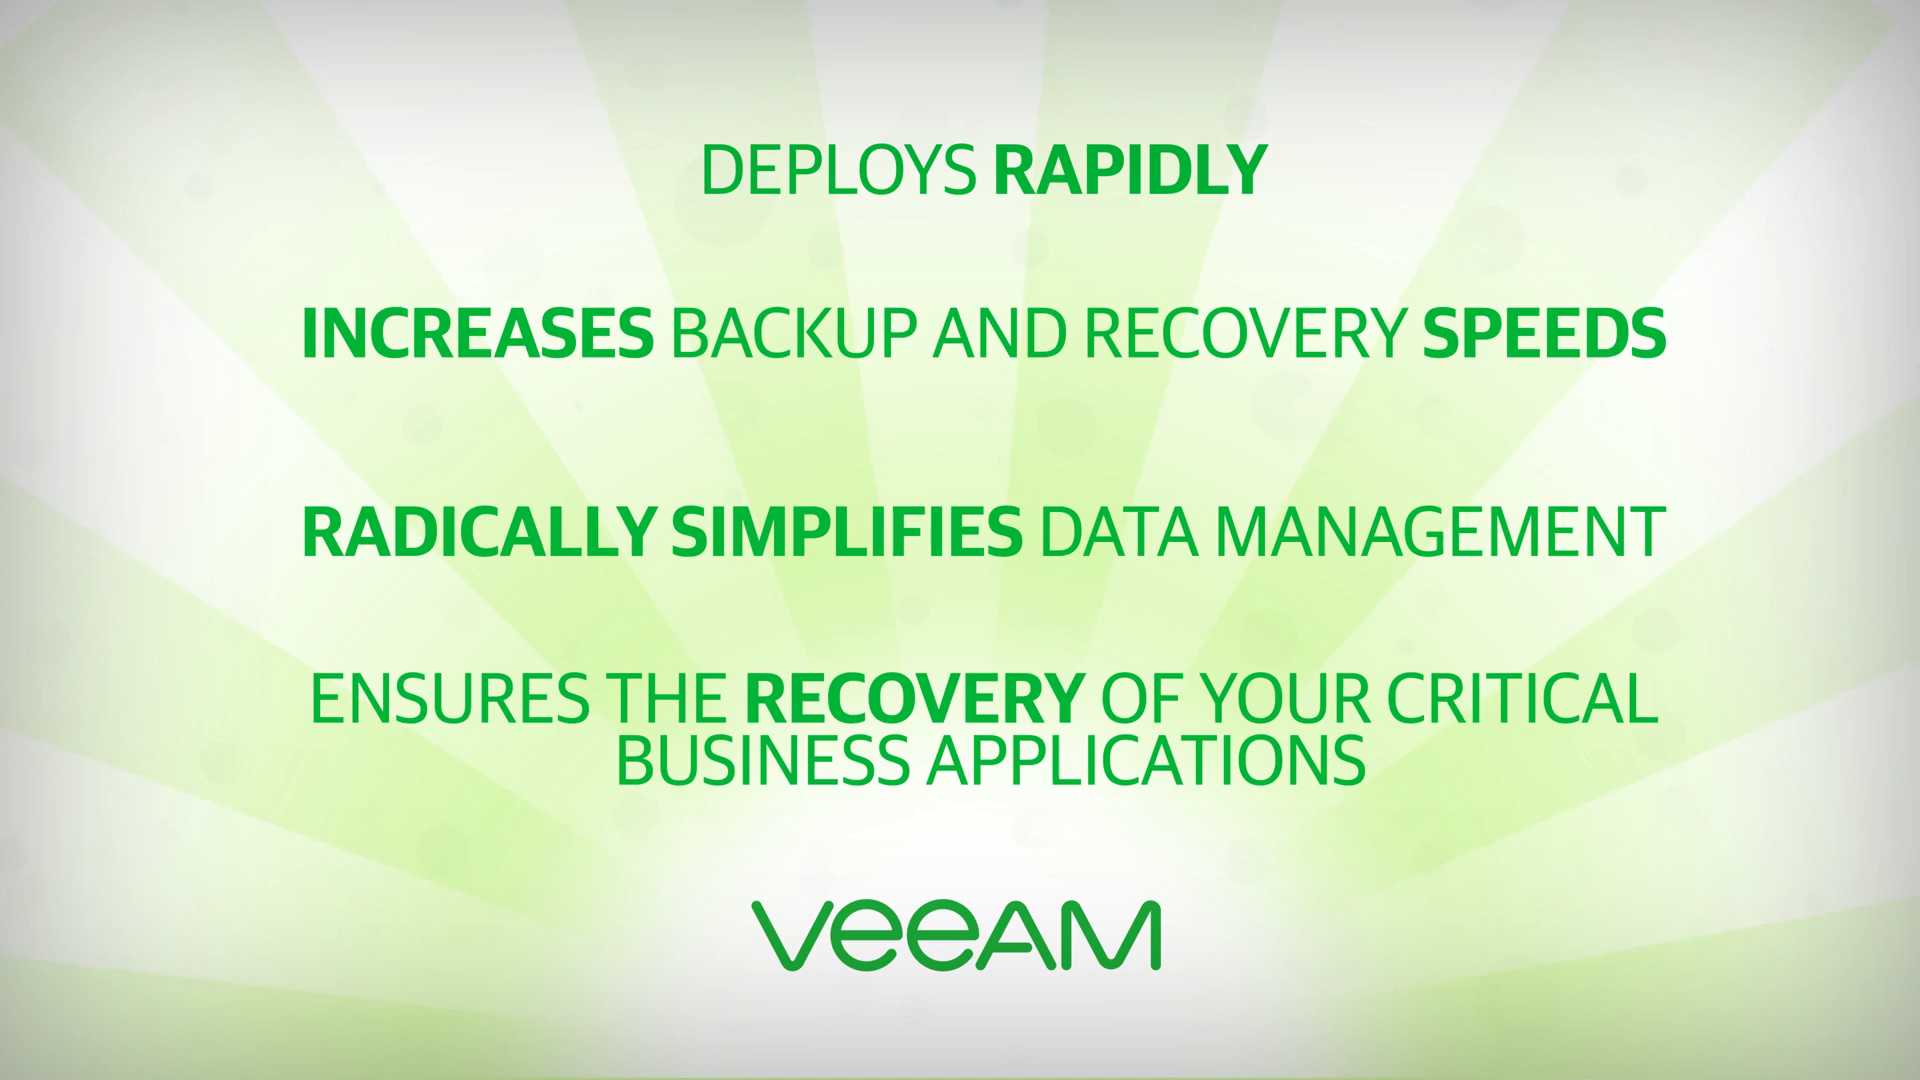 DEPLOYS RAPIDLY
INCREASES BACKUP AND RECOVERY SPEEDS
RADICALLY SIMPLIFIES DATA MANAGEMENT
ENSURES THE RECOVERY OF YOUR CRITICAL
BUSINESS APPLICATIONS
veeAM